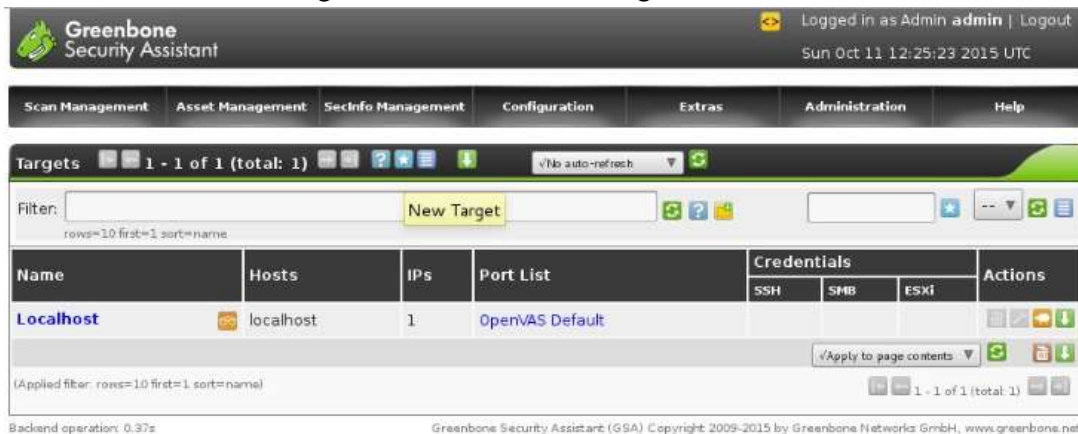 Greenbone
Security Assistant
Logged in as Admin admin | Logout
Sun Oct 11 12:25:23 2015 UTC
Scan Management Asset Management SecInfo Management Configuration Extras Administration Help
Targets 1 - 1 of 1 (total: 1) √No auto-refresh
Filter: New Target --
rows=10 first=1 sort=name
Name Hosts IPs Port List Credentials Actions
SSH SMB ESXi
Localhost localhost 1 OpenVAS Default
√Apply to page contents
(Applied filter: rows=10 first=1 sort=name) 1 - 1 of 1 (total: 1)
Backend operation: 0.37s Greenbone Security Assistant (GSA) Copyright 2009-2015 by Greenbone Networks GmbH, www.greenbone.net